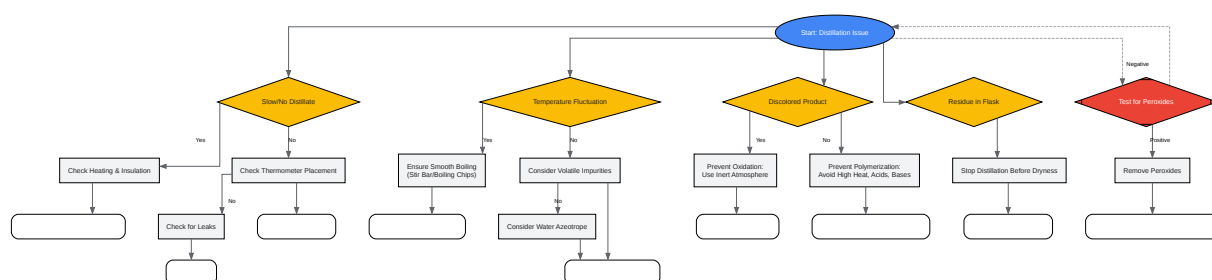 Start: Distillation Issue
Negative
Slow/No Distillate
Temperature Fluctuation
Discolored Product
Residue in Flask
Test for Peroxides
Yes
No
Yes
No
Yes
No
Positive
Check Heating & Insulation
Check Thermometer Placement
Ensure Smooth Boiling
(Stir Bar/Boiling Chips)
Consider Volatile Impurities
Prevent Oxidation:
Use Inert Atmosphere
Prevent Polymerization:
Avoid High Heat, Acids, Bases
Stop Distillation Before Dryness
Remove Peroxides
No
No
Check for Leaks
Consider Water Azeotrope